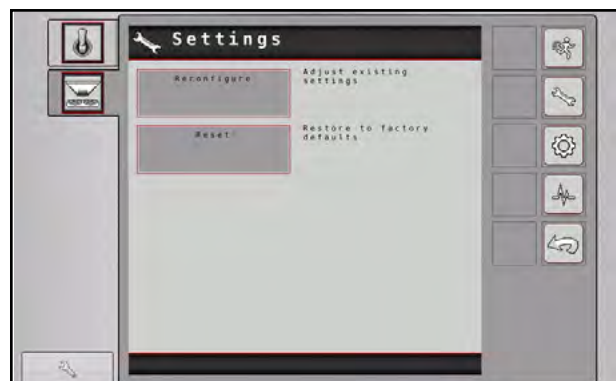 Settings
Reconfigure
Adjust existing
settings
Reset
Restore to factory
defaults